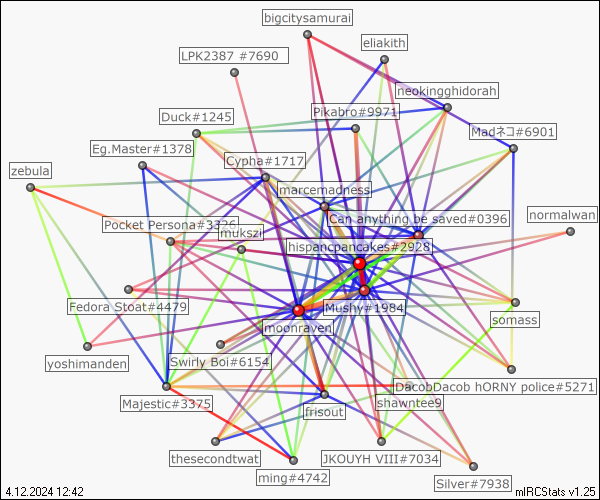 bigcitysamurai
eliakith
LPK2387 #7690
neokingghidorah
Pikabro#9971
Duck#1245
Madネコ#6901
Eg.Master#1378
Cypha#1717
zebula
marcemadness
Can anything be saved#0396
normalwan
Pocket Persona#3326
mukszi
hispancpancakes#2928
Fedora Stoat#4479
Mushy#1984
somass
moonraven
yoshimanden
Swirly Boi#6154
DacobDacob hORNY police#5271
Majestic#3375
frisout
shawntee9
thesecondtwat
JKOUYH VIII#7034
ming#4742
Silver#7938
4.12.2024 12:42
mIRCStats v1.25